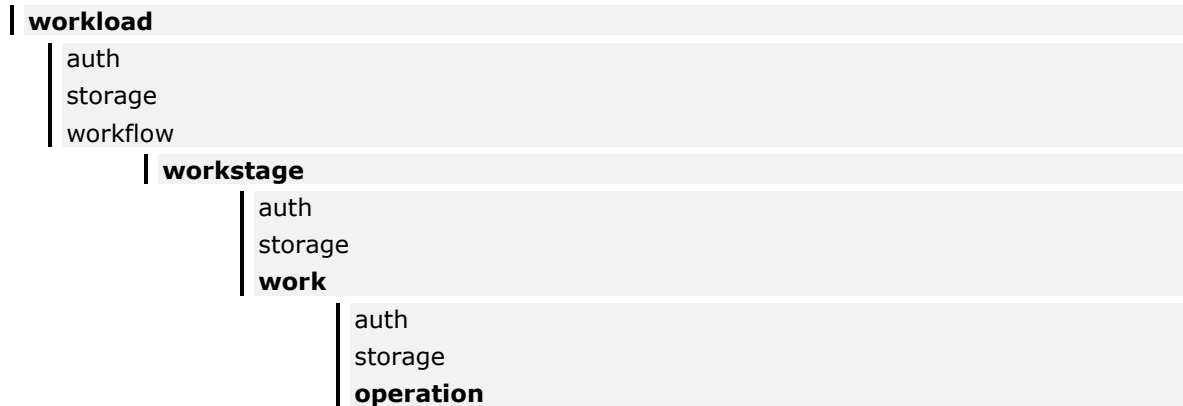 workload
auth
storage
workflow
workstage
auth
storage
work
auth
storage
operation